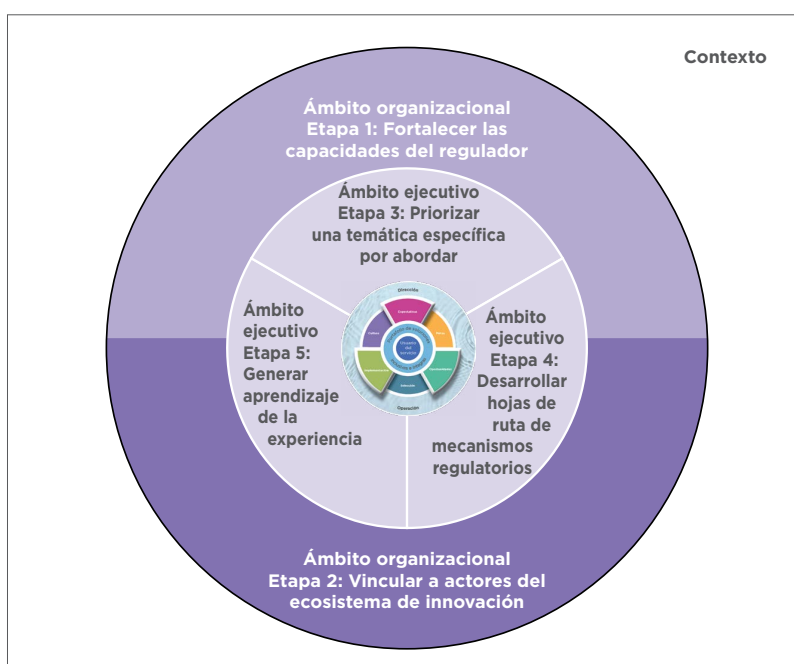 Contexto
Ámbito organizacional
Etapa 1: Fortalecer las
capacidades del regulador
Ámbito ejecutivo
Etapa 3: Priorizar
una temática específica
por abordar
Ámbito
ejecutivo
Etapa 5:
Generar
aprendizaje
de la
experiencia
Dirección
Operación
Ámbito
ejecutivo
Etapa 4:
Desarrollar
hojas de
ruta de
mecanismos
regulatorios
Ámbito organizacional
Etapa 2: Vincular a actores del
ecosistema de innovación